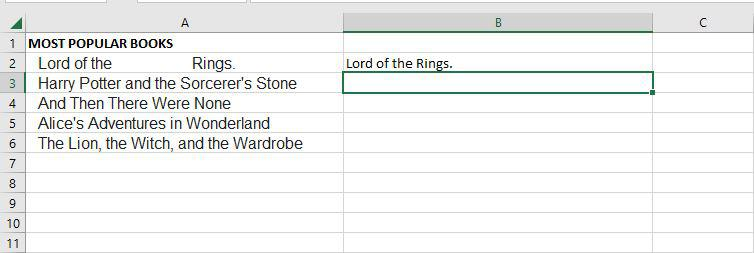 A B C
1 MOST POPULAR BOOKS
2 Lord of the Rings. Lord of the Rings.
3 Harry Potter and the Sorcerer's Stone
4 And Then There Were None
5 Alice's Adventures in Wonderland
6 The Lion, the Witch, and the Wardrobe
7
8
9
10
11